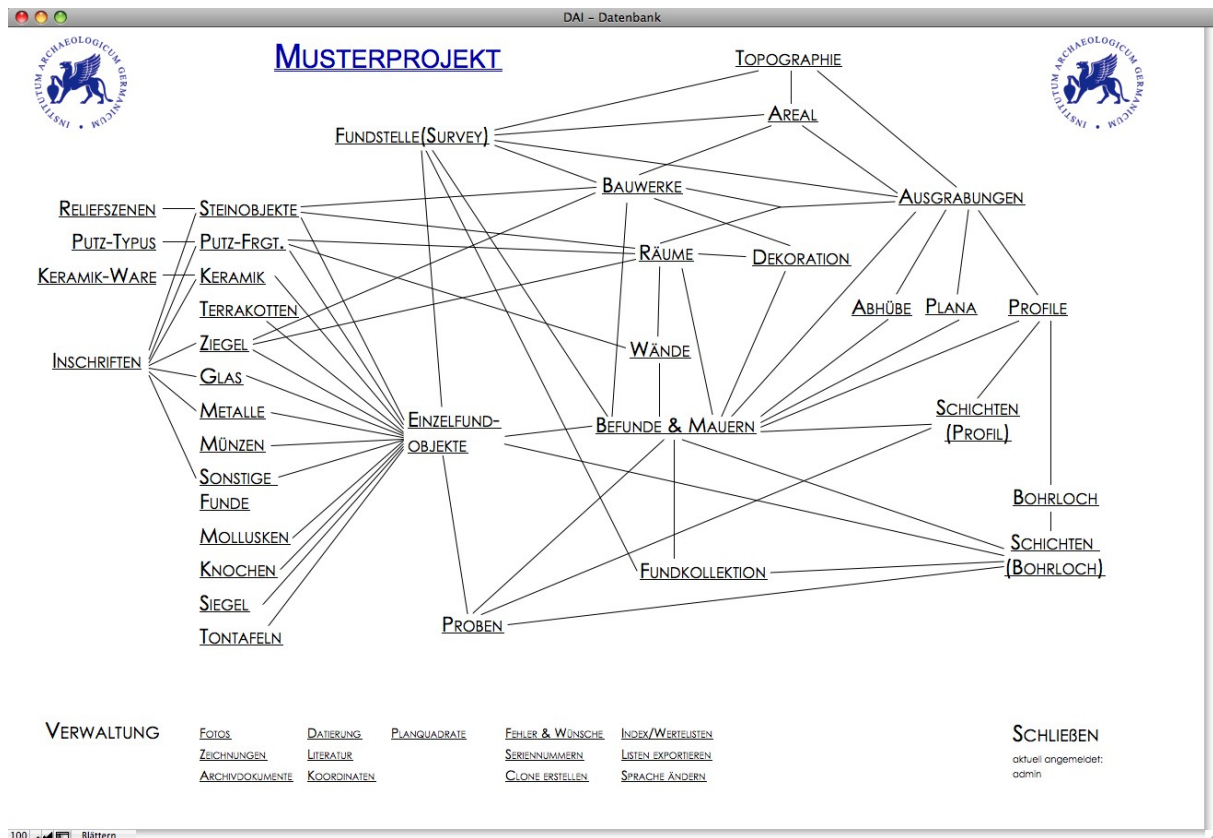 DAI – Datenbank
INSTITUTUM ARCHAEOLOGICUM GERMANICUM •
MUSTERPROJEKT
INSTITUTUM ARCHAEOLOGICUM GERMANICUM •
TOPOGRAPHIE
AREAL
FUNDSTELLE(SURVEY)
BAUWERKE
AUSGRABUNGEN
RELIEFSZENEN
STEINOBJEKTE
PUTZ-TYPUS
PUTZ-FRGT.
RÄUME
DEKORATION
KERAMIK-WARE
KERAMIK
TERRAKOTTEN
ABHÜBE
PLANA
PROFILE
ZIEGEL
WÄNDE
INSCHRIFTEN
GLAS
METALLE
EINZELFUND-
OBJEKTE
BEFUNDE & MAUERN
SCHICHTEN
(PROFIL)
MÜNZEN
SONSTIGE
FUNDE
BOHRLOCH
MOLLUSKEN
SCHICHTEN
(BOHRLOCH)
KNOCHEN
FUNDKOLLEKTION
SIEGEL
PROBEN
TONTAFELN
VERWALTUNG
FOTOS
DATIERUNG
PLANQUADRATE
FEHLER & WÜNSCHE
INDEX/WERTELISTEN
ZEICHNUNGEN
LITERATUR
SERIENNUMMERN
LISTEN EXPORTIEREN
ARCHIVDOKUMENTE
KOORDINATEN
CLONE ERSTELLEN
SPRACHE ÄNDERN
SCHLIEßEN
aktuell angemeldet:
admin
100
Blättern